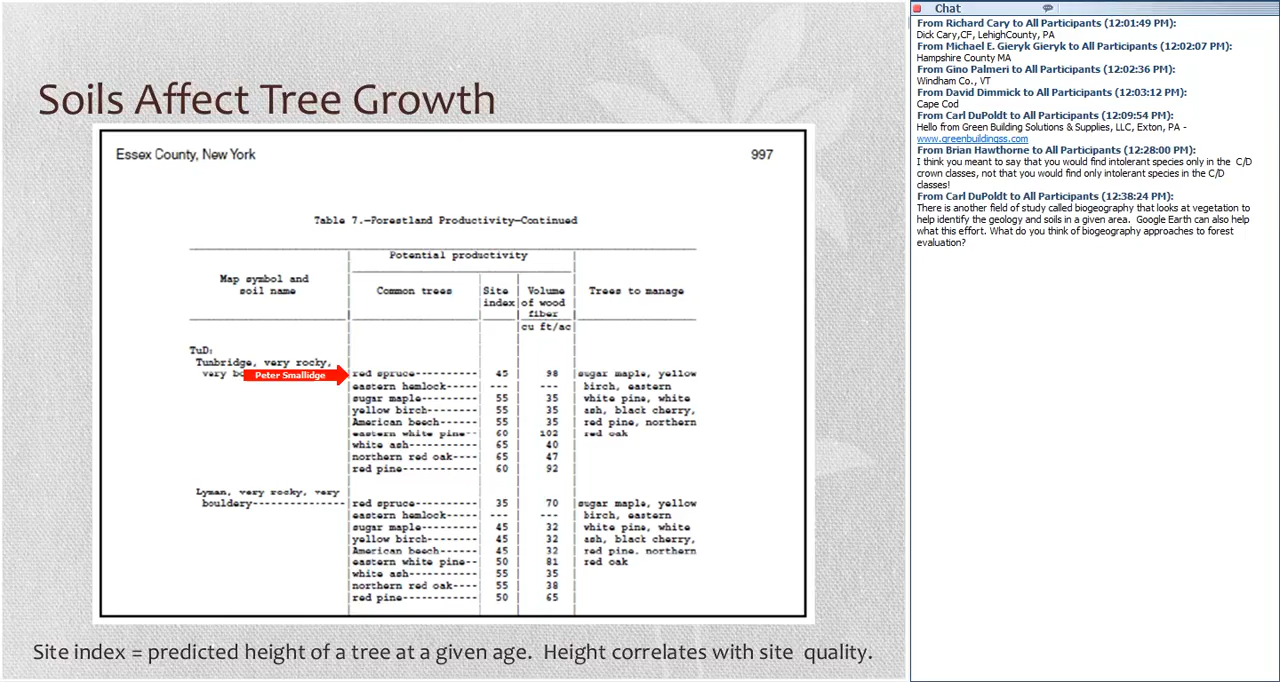 Soils Affect Tree Growth
Essex County, New York 997
Table 7.—Forestland Productivity—Continued
Potential productivity
Map symbol and
soil name
Common trees
Site
index
Volume
of wood
fiber
cu ft/ac
Trees to manage
TuD:
Tunbridge, very rocky,
very
Peter Smallidge
red spruce---------- 45 98 sugar maple, yellow
eastern hemlock----- --- --- birch, eastern
sugar maple--------- 55 35 white pine, white
yellow birch-------- 55 35 ash, black cherry,
American beech------ 55 35 red pine, northern
eastern white pine-- 60 102 red oak
white ash----------- 65 40
northern red oak---- 65 47
red pine------------ 60 92
Lyman, very rocky, very
bouldery--------------- red spruce---------- 35 70 sugar maple, yellow
eastern hemlock----- --- --- birch, eastern
sugar maple--------- 45 32 white pine, white
yellow birch-------- 45 32 ash, black cherry,
American beech------ 45 32 red pine, northern
eastern white pine-- 50 81 red oak
white ash----------- 55 35
northern red oak---- 55 38
red pine------------ 50 65
Site index = predicted height of a tree at a given age. Height correlates with site quality.
Chat
From Richard Cary to All Participants (12:01:49 PM):
Dick Cary,CF, LehighCounty, PA
From Michael E. Gieryk Gieryk to All Participants (12:02:07 PM):
Hampshire County MA
From Gino Palmeri to All Participants (12:02:36 PM):
Windham Co., VT
From David Dimmick to All Participants (12:03:12 PM):
Cape Cod
From Carl DuPoldt to All Participants (12:09:54 PM):
Hello from Green Building Solutions & Supplies, LLC, Exton, PA -
www.greenbuildingss.com
From Brian Hawthorne to All Participants (12:28:00 PM):
I think you meant to say that you would find intolerant species only in the C/D
crown classes, not that you would find only intolerant species in the C/D
classes!
From Carl DuPoldt to All Participants (12:38:24 PM):
There is another field of study called biogeography that looks at vegetation to
help identify the geology and soils in a given area. Google Earth can also help
what this effort. What do you think of biogeography approaches to forest
evaluation?